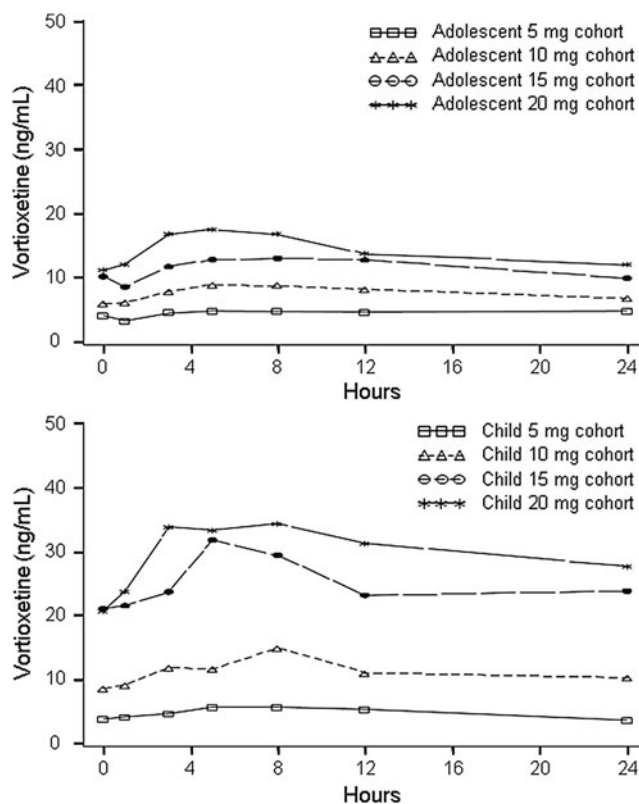 50
40
30
20
10
0
Vortioxetine (ng/mL)
Adolescent 5 mg cohort
Adolescent 10 mg cohort
Adolescent 15 mg cohort
Adolescent 20 mg cohort
0 4 8 12 16 20 24
Hours
50
40
30
20
10
0
Vortioxetine (ng/mL)
Child 5 mg cohort
Child 10 mg cohort
Child 15 mg cohort
Child 20 mg cohort
0 4 8 12 16 20 24
Hours